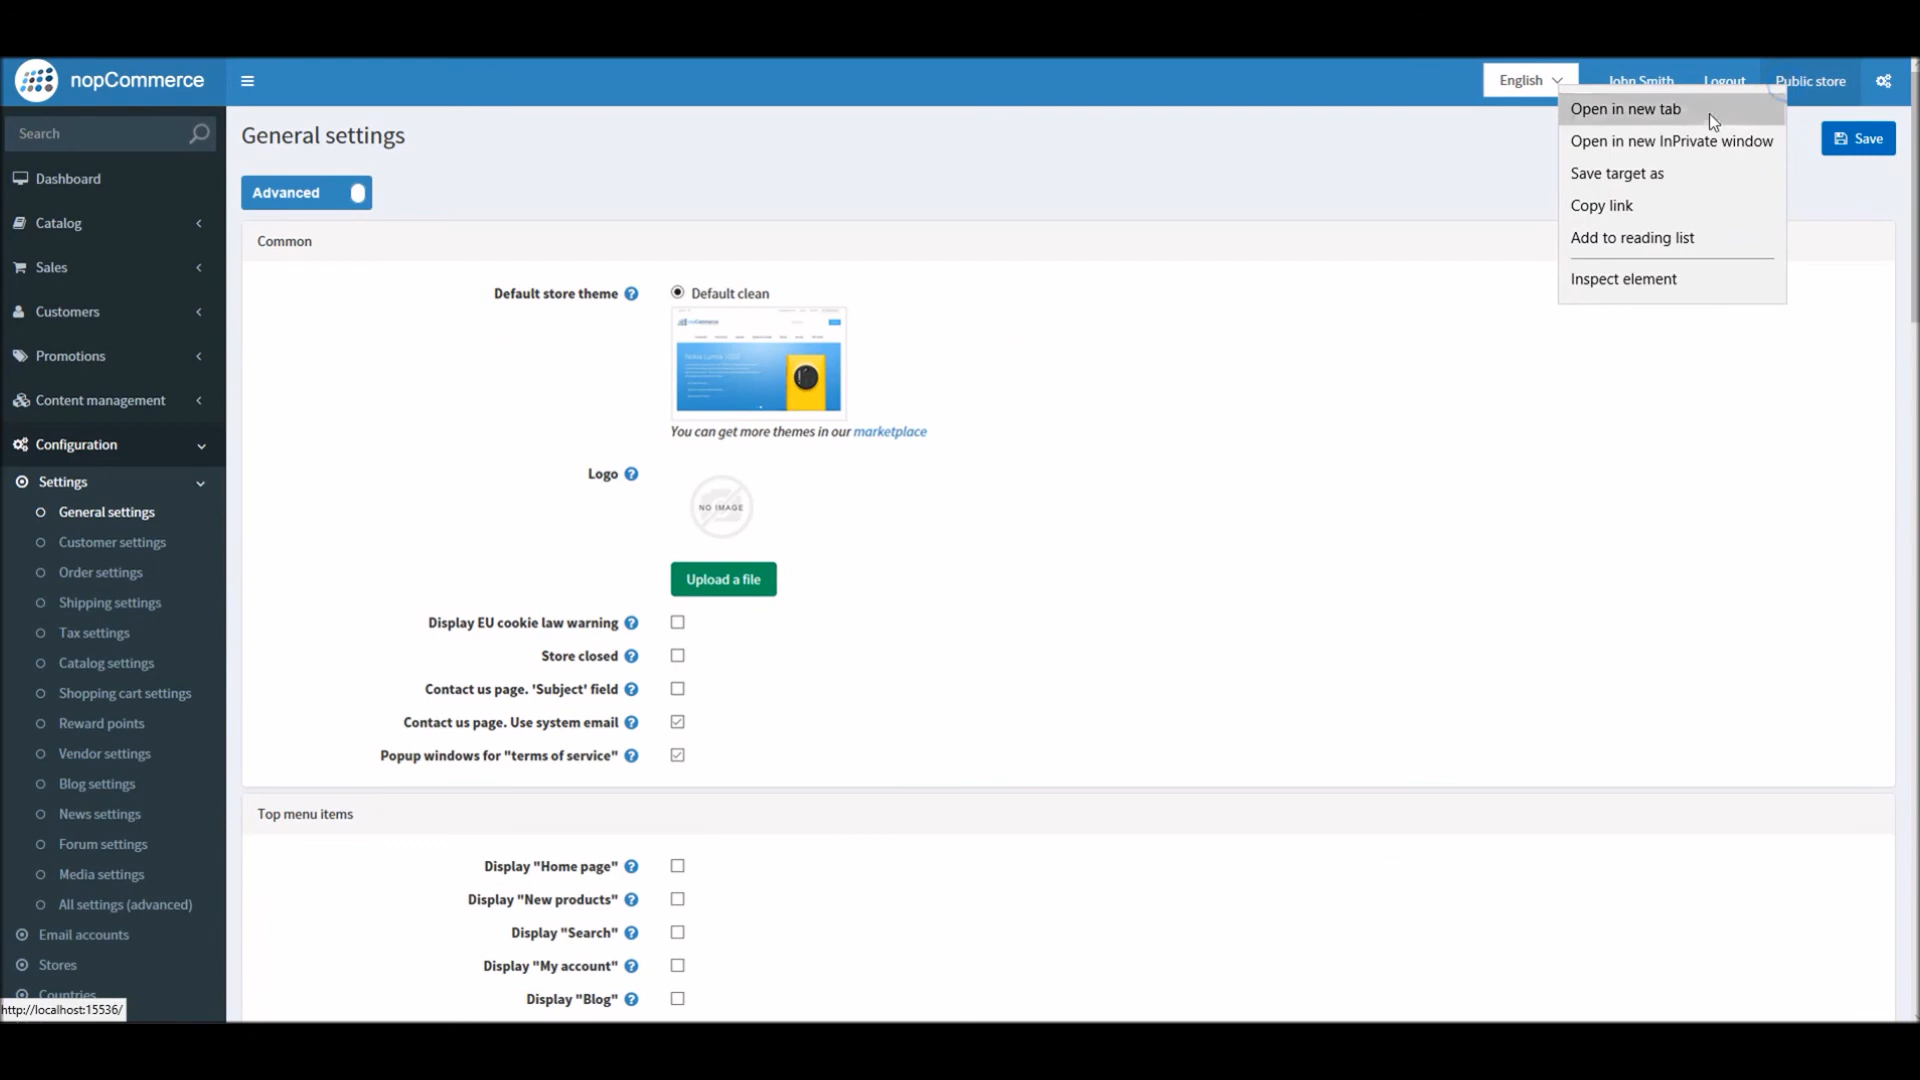 nopCommerce
English
John Smith
Logout
Public store
Search
General settings
Save
Open in new tab
Open in new InPrivate window
Save target as
Copy link
Add to reading list
Inspect element
Dashboard
Catalog
Sales
Customers
Promotions
Content management
Configuration
Settings
General settings
Customer settings
Order settings
Shipping settings
Tax settings
Catalog settings
Shopping cart settings
Reward points
Vendor settings
Blog settings
News settings
Forum settings
Media settings
All settings (advanced)
Email accounts
Stores
Countries
http://localhost:15536/
Advanced
Common
Default store theme
Default clean
You can get more themes in our marketplace
Logo
NO IMAGE
Upload a file
Display EU cookie law warning
Store closed
Contact us page. 'Subject' field
Contact us page. Use system email
Popup windows for "terms of service"
Top menu items
Display "Home page"
Display "New products"
Display "Search"
Display "My account"
Display "Blog"